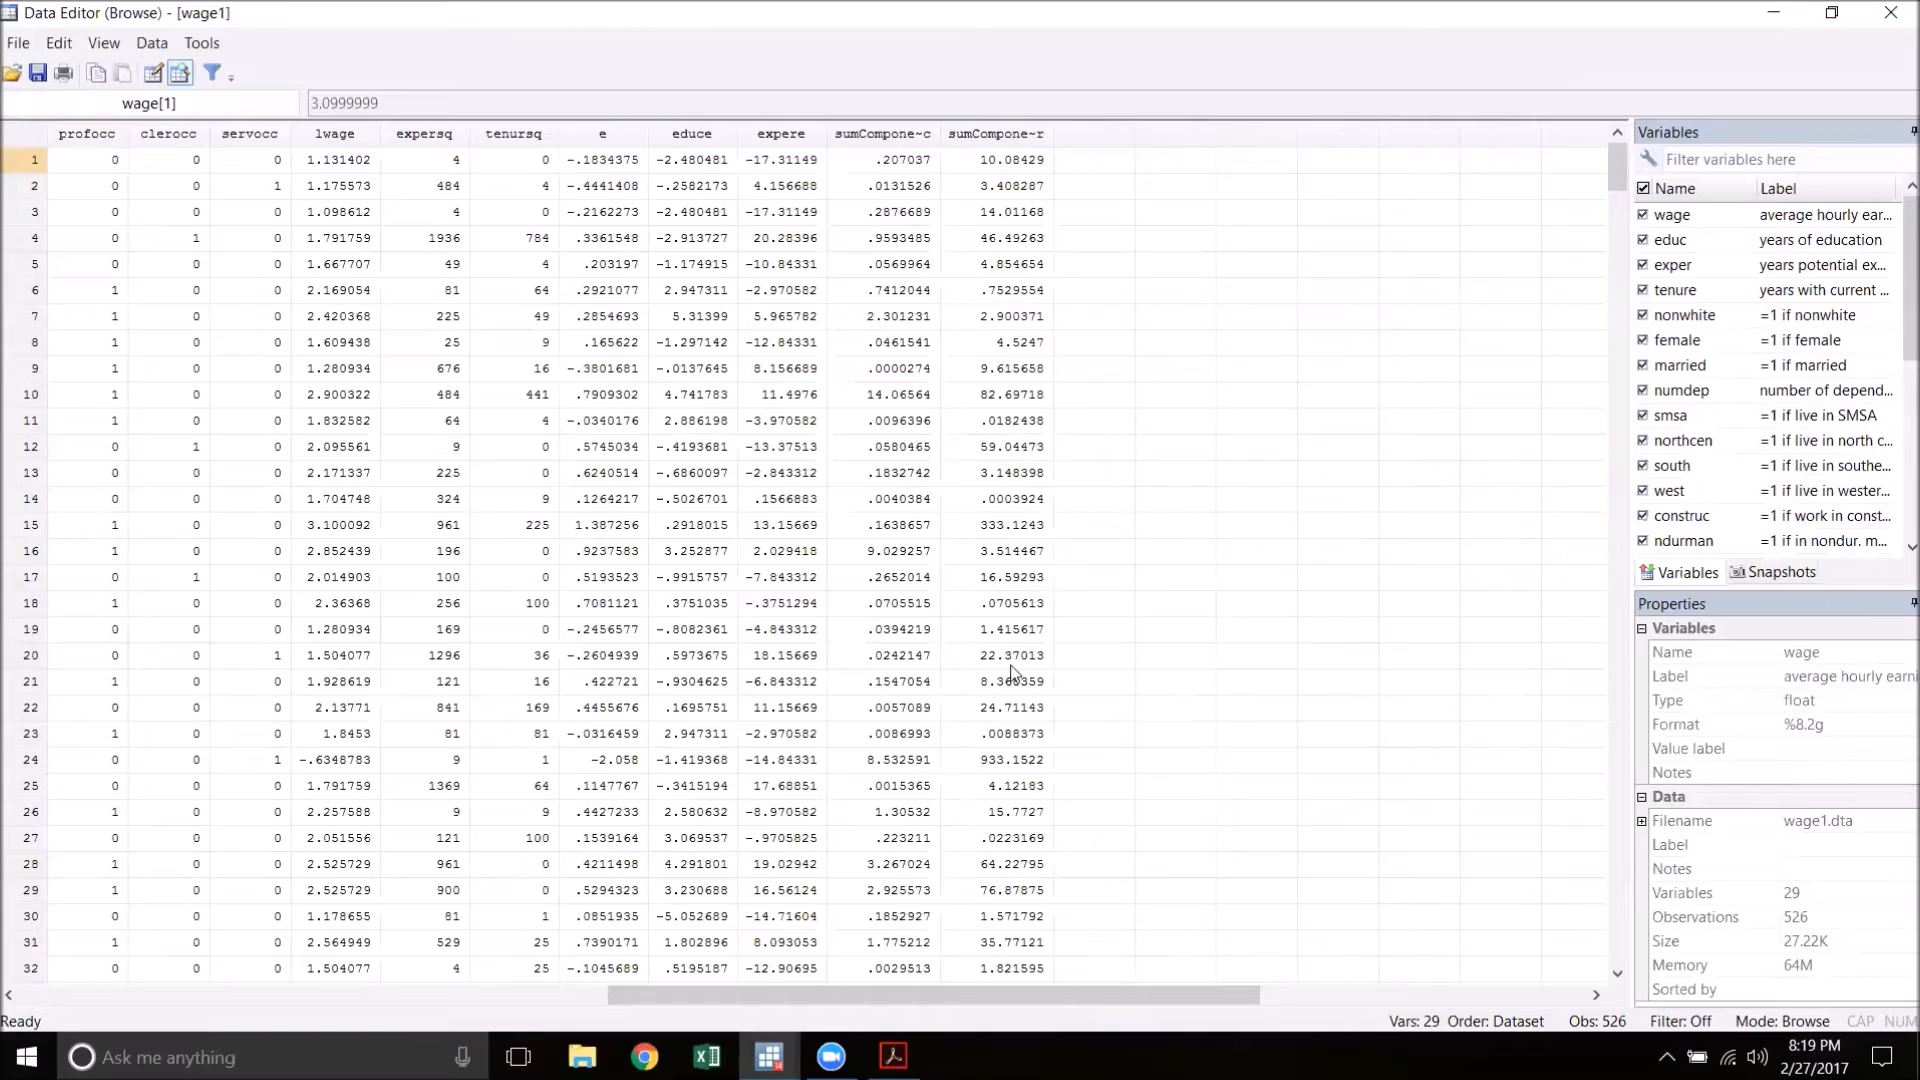 Data Editor (Browse) - [wage1]
File Edit View Data Tools
wage[1] 3.0999999
profocc clerocc servocc lwage expersq tenursq e educe expere sumCompone~c sumCompone~r
1 0 0 0 1.131402 4 0 -.1834375 -2.480481 -17.31149 .207037 10.08429
2 0 0 1 1.175573 484 4 -.4441408 -.2582173 4.156688 .0131526 3.408287
3 0 0 0 1.098612 4 0 -.2162273 -2.480481 -17.31149 .2876689 14.01168
4 0 1 0 1.791759 1936 784 .3361548 -2.913727 20.28396 .9593485 46.49263
5 0 0 0 1.667707 49 4 .203197 -1.174915 -10.84331 .0569964 4.854654
6 1 0 0 2.169054 81 64 .2921077 2.947311 -2.970582 .7412044 .7529554
7 1 0 0 2.420368 225 49 .2854693 5.31399 5.965782 2.301231 2.900371
8 1 0 0 1.609438 25 9 .165622 -1.297142 -12.84331 .0461541 4.5247
9 1 0 0 1.280934 676 16 -.3801681 -.0137645 8.156689 .0000274 9.615658
10 1 0 0 2.900322 484 441 .7909302 4.741783 11.4976 14.06564 82.69718
11 1 0 0 1.832582 64 4 -.0340176 2.886198 -3.970582 .0096396 .0182438
12 0 1 0 2.095561 9 0 .5745034 -.4193681 -13.37513 .0580465 59.04473
13 0 0 0 2.171337 225 0 .6240514 -.6860097 -2.843312 .1832742 3.148398
14 0 0 0 1.704748 324 9 .1264217 -.5026701 .1566883 .0040384 .0003924
15 1 0 0 3.100092 961 225 1.387256 .2918015 13.15669 .1638657 333.1243
16 1 0 0 2.852439 196 0 .9237583 3.252877 2.029418 9.029257 3.514467
17 0 1 0 2.014903 100 0 .5193523 -.9915757 -7.843312 .2652014 16.59293
18 1 0 0 2.36368 256 100 .7081121 .3751035 -.3751294 .0705515 .0705613
19 0 0 0 1.280934 169 0 -.2456577 -.8082361 -4.843312 .0394219 1.415617
20 0 0 1 1.504077 1296 36 -.2604939 .5973675 18.15669 .0242147 22.37013
21 1 0 0 1.928619 121 16 .422721 -.9304625 -6.843312 .1547054
22 0 0 0 2.13771 841 169 .4455676 .1695751 11.15669 .0057089 24.71143
23 1 0 0 1.8453 81 81 -.0316459 2.947311 -2.970582 .0086993 .0088373
24 0 0 1 -.6348783 9 1 -2.058 -1.419368 -14.84331 8.532591 933.1522
25 0 0 0 1.791759 1369 64 .1147767 -.3415194 17.68851 .0015365 4.12183
26 1 0 0 2.257588 9 9 .4427233 2.580632 -8.970582 1.30532 15.7727
27 0 0 0 2.051556 121 100 .1539164 3.069537 -.9705825 .223211 .0223169
28 1 0 0 2.525729 961 0 .4211498 4.291801 19.02942 3.267024 64.22795
29 1 0 0 2.525729 900 0 .5294323 3.230688 16.56124 2.925573 76.87875
30 0 0 0 1.178655 81 1 .0851935 -5.052689 -14.71604 .1852927 1.571792
31 1 0 0 2.564949 529 25 .7390171 1.802896 8.093053 1.775212 35.77121
32 0 0 0 1.504077 4 25 -.1045689 .5195187 -12.90695 .0029513 1.821595
Variables
Filter variables here
Name Label
wage average hourly ear...
educ years of education
exper years potential ex...
tenure years with current ...
nonwhite =1 if nonwhite
female =1 if female
married =1 if married
numdep number of depend...
smsa =1 if live in SMSA
northcen =1 if live in north c...
south =1 if live in southe...
west =1 if live in wester...
construc =1 if work in const...
ndurman =1 if in nondur. m...
Variables Snapshots
Properties
Variables
Name wage
Label average hourly earni
Type float
Format %8.2g
Value label
Notes
Data
Filename wage1.dta
Label
Notes
Variables 29
Observations 526
Size 27.22K
Memory 64M
Sorted by
Ready Vars: 29 Order: Dataset Obs: 526 Filter: Off Mode: Browse CAP NUM
Ask me anything
8:19 PM
2/27/2017